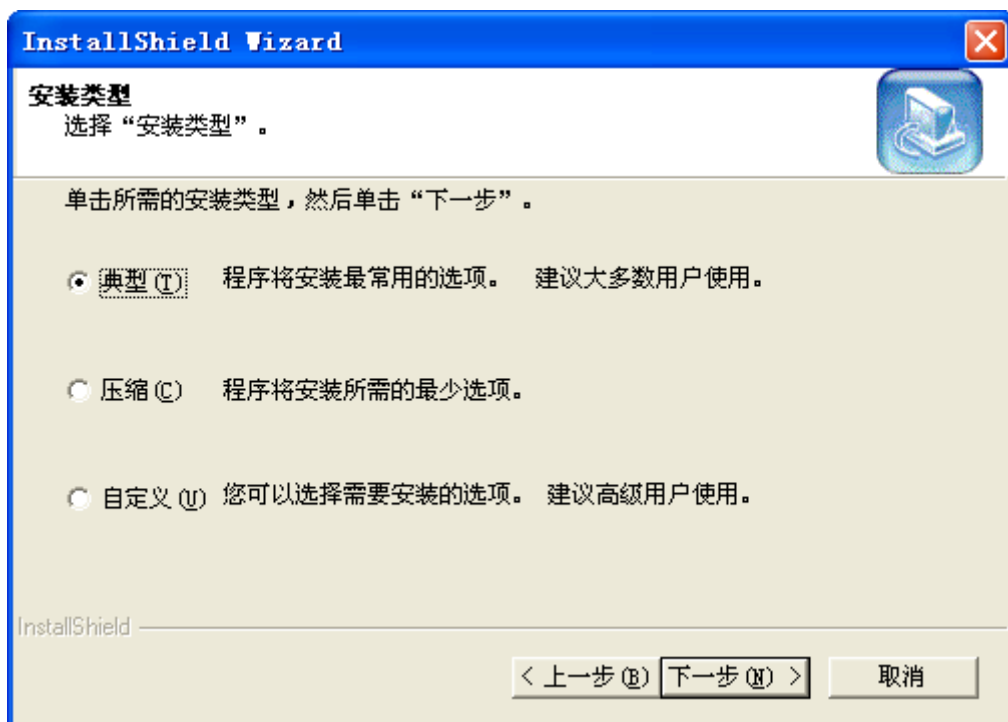 InstallShield Wizard
安装类型
选择“安装类型”。
单击所需的安装类型，然后单击“下一步”。
典型(T) 程序将安装最常用的选项。 建议大多数用户使用。
压缩(C) 程序将安装所需的最少选项。
自定义(U) 您可以选择需要安装的选项。 建议高级用户使用。
InstallShield
< 上一步(B) 下一步(N) > 取消